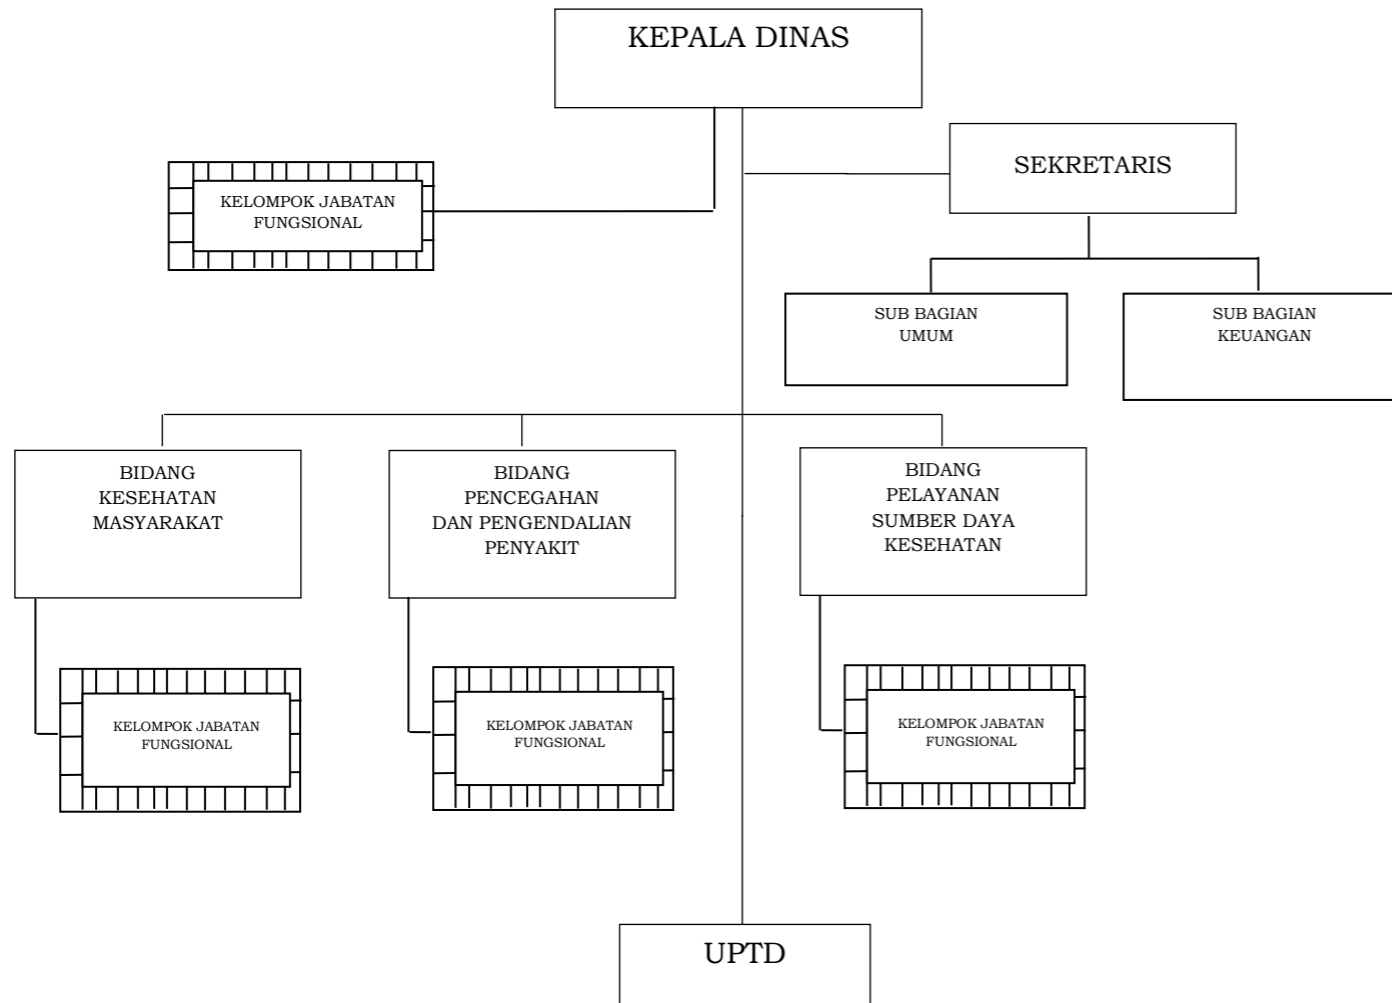 KEPALA DINAS
SEKRETARIS
KELOMPOK JABATAN
FUNGSIONAL
SUB BAGIAN
UMUM
SUB BAGIAN
KEUANGAN
BIDANG
KESEHATAN
MASYARAKAT
BIDANG
PENCEGAHAN
DAN PENGENDALIAN
PENYAKIT
BIDANG
PELAYANAN
SUMBER DAYA
KESEHATAN
KELOMPOK JABATAN
FUNGSIONAL
KELOMPOK JABATAN
FUNGSIONAL
KELOMPOK JABATAN
FUNGSIONAL
UPTD